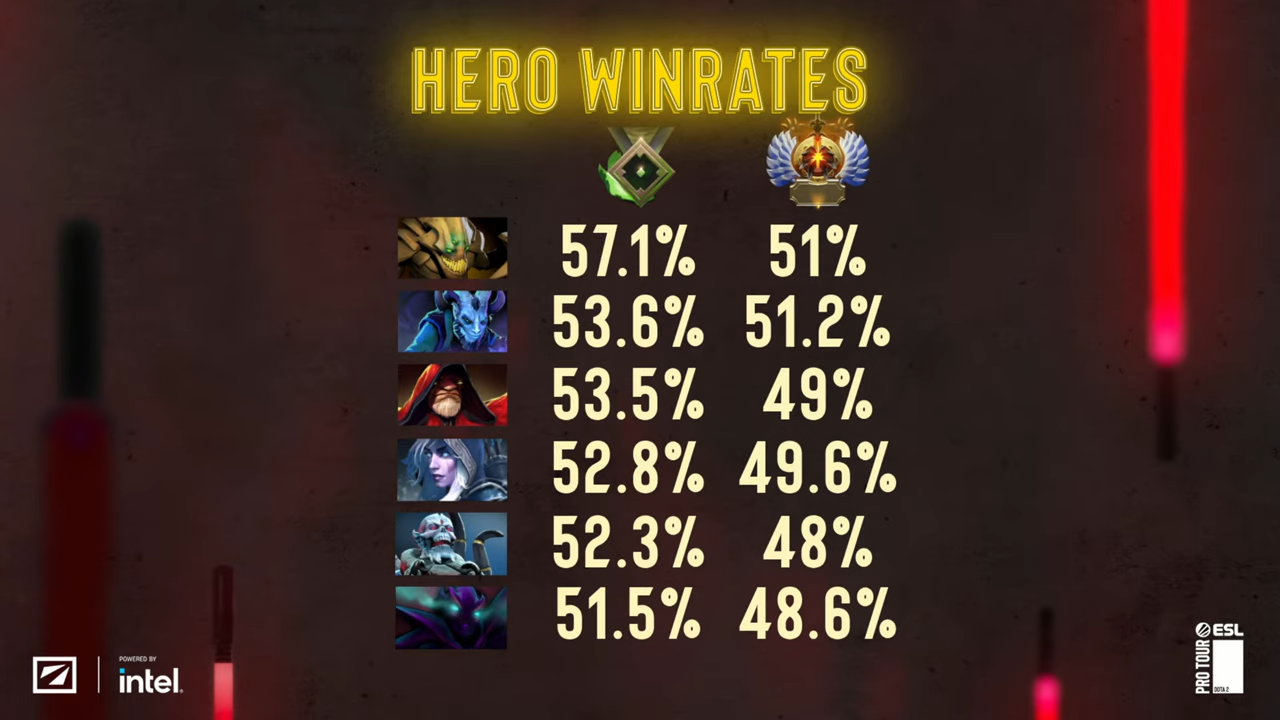 HERO WINRATES
57.1% 51%
53.6% 51.2%
53.5% 49%
52.8% 49.6%
52.3% 48%
51.5% 48.6%
POWERED BY
intel.
ESL
PRO TOUR
DOTA 2